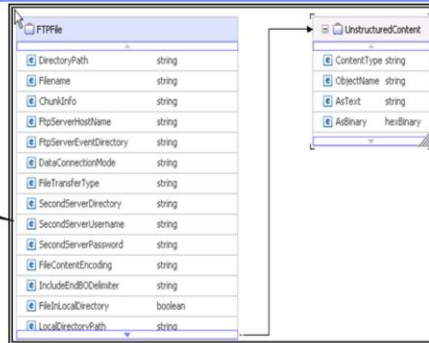 FTPFile
DirectoryPath string
Filename string
ChunkInfo string
FtpServerHostName string
FtpServerEventDirectory string
DataConnectionMode string
FileTransferType string
SecondServerDirectory string
SecondServerUsername string
SecondServerPassword string
FileContentEncoding string
IncludeEndBODelimiter string
FileInLocalDirectory boolean
LocalDirectoryPath string
UnstructuredContent
ContentType string
ObjectName string
AsText string
AsBinary hexBinary